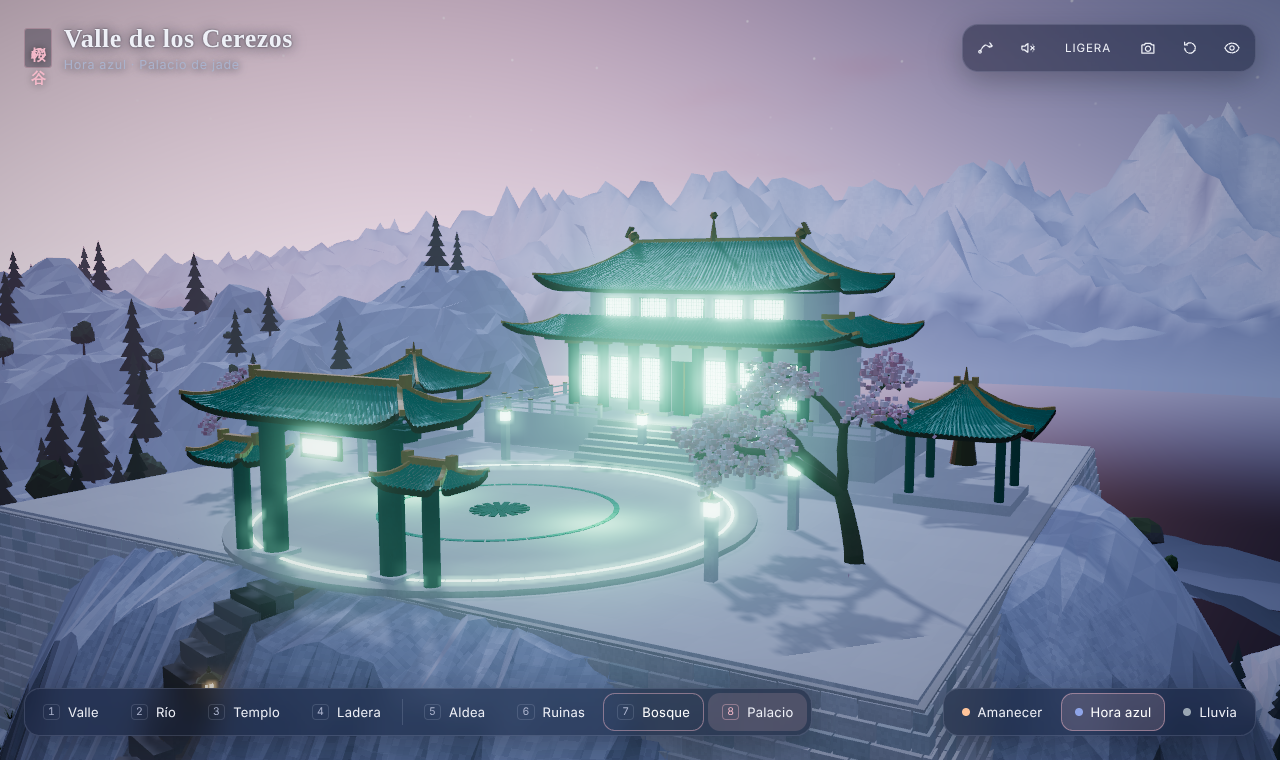 桜の谷
Valle de los Cerezos
Hora azul · Palacio de jade
LIGERA
1 Valle
2 Río
3 Templo
4 Ladera
5 Aldea
6 Ruinas
7 Bosque
8 Palacio
Amanecer
Hora azul
Lluvia